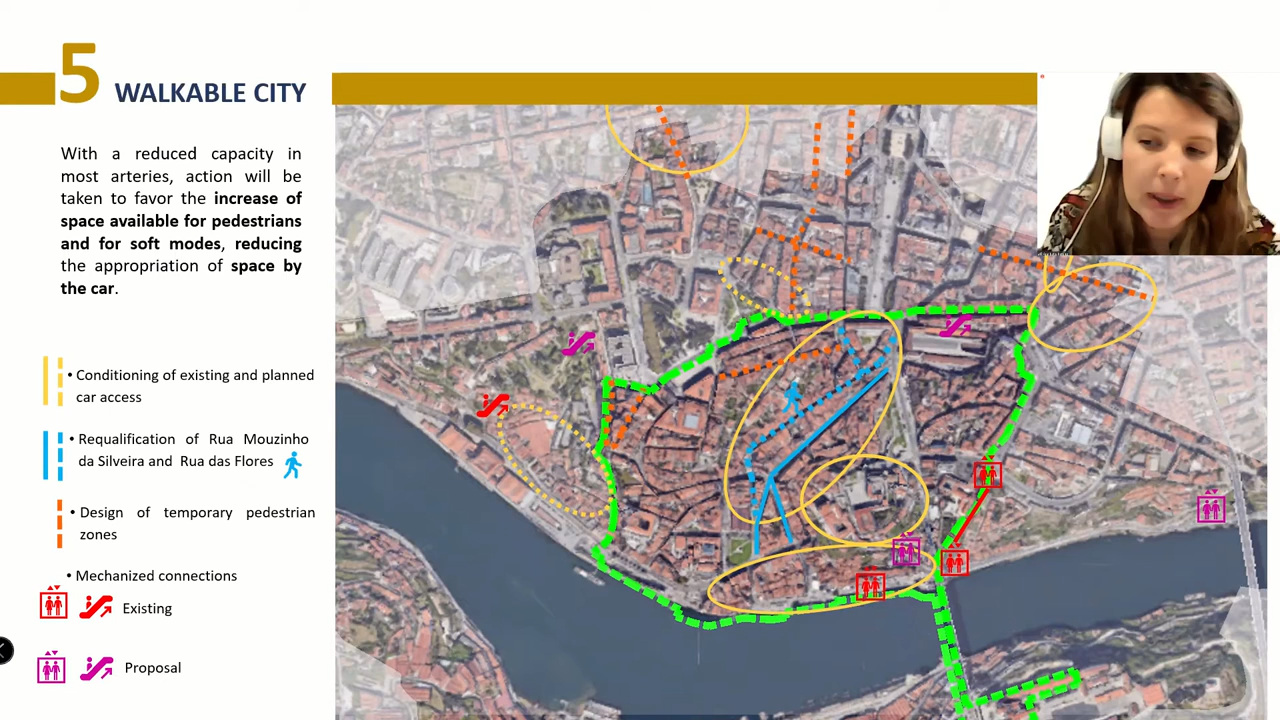 5 WALKABLE CITY
With a reduced capacity in
most arteries, action will be
taken to favor the increase of
space available for pedestrians
and for soft modes, reducing
the appropriation of space by
the car.
• Conditioning of existing and planned
car access
• Requalification of Rua Mouzinho
da Silveira and Rua das Flores
• Design of temporary pedestrian
zones
• Mechanized connections
Existing
Proposal